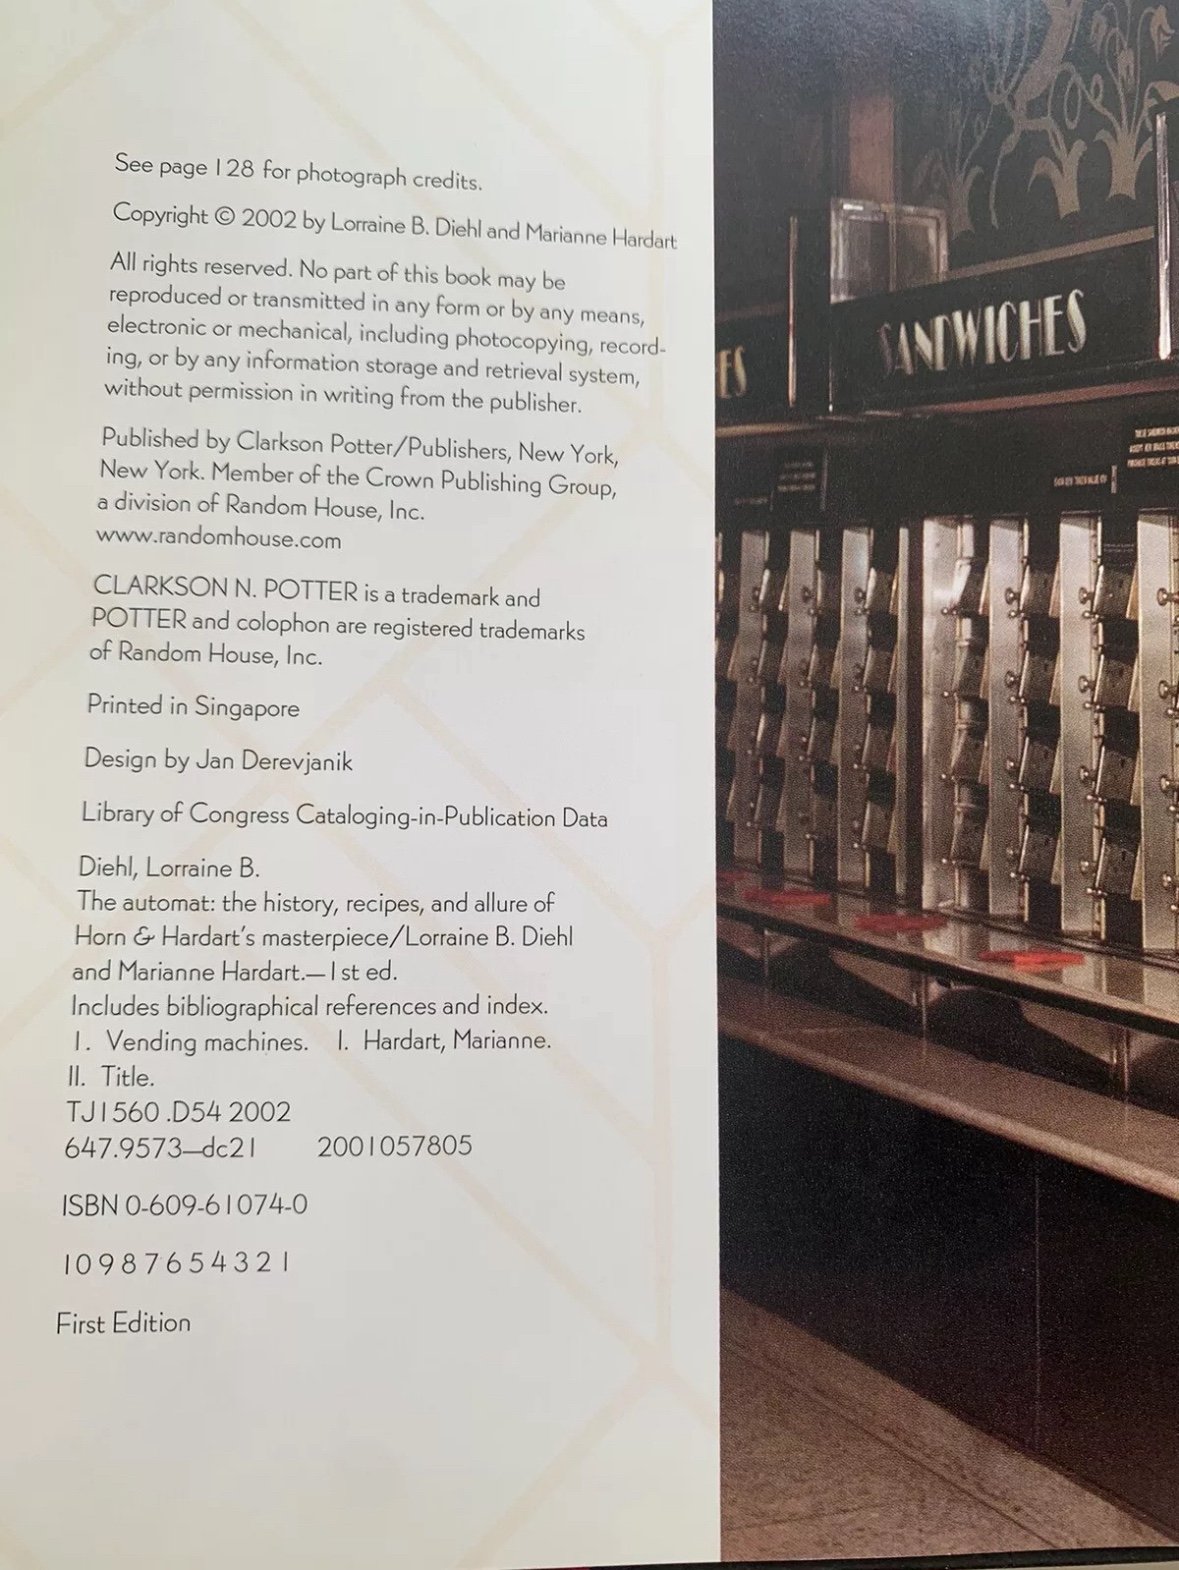 See page 128 for photograph credits.
Copyright © 2002 by Lorraine B. Diehl and Marianne Hardart
All rights reserved. No part of this book may be
reproduced or transmitted in any form or by any means,
electronic or mechanical, including photocopying, record-
ing, or by any information storage and retrieval system,
without permission in writing from the publisher.
Published by Clarkson Potter/Publishers, New York,
New York. Member of the Crown Publishing Group,
a division of Random House, Inc.
www.randomhouse.com
CLARKSON N. POTTER is a trademark and
POTTER and colophon are registered trademarks
of Random House, Inc.
Printed in Singapore
Design by Jan Derevjanik
Library of Congress Cataloging-in-Publication Data
Diehl, Lorraine B.
The automat: the history, recipes, and allure of
Horn & Hardart's masterpiece/Lorraine B. Diehl
and Marianne Hardart.—1st ed.
Includes bibliographical references and index.
1. Vending machines. I. Hardart, Marianne.
II. Title.
TJ1560 .D54 2002
647.9573—dc21 2001057805
ISBN 0-609-61074-0
10 9 8 7 6 5 4 3 2 1
First Edition
ES
SANDWICHES